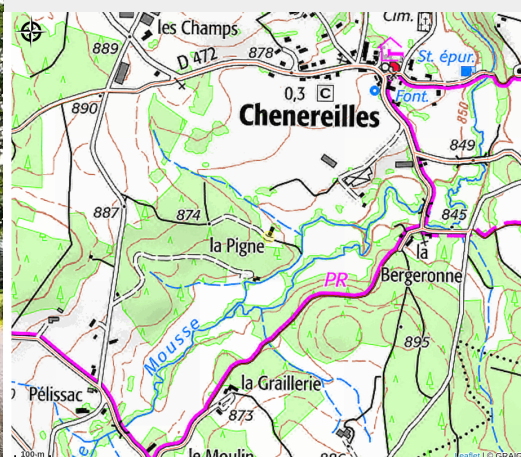 Cim.
les Champs
889
D 472
878
St. épur.
0,3 C
Font.
890
Chenereilles
850
849
887
874
845
la Pigne
la
Bergeronne
PR
Mousse
895
la Graillerie
Pélissac
873
le Moulin
100 m
Leaflet | © GRAIC